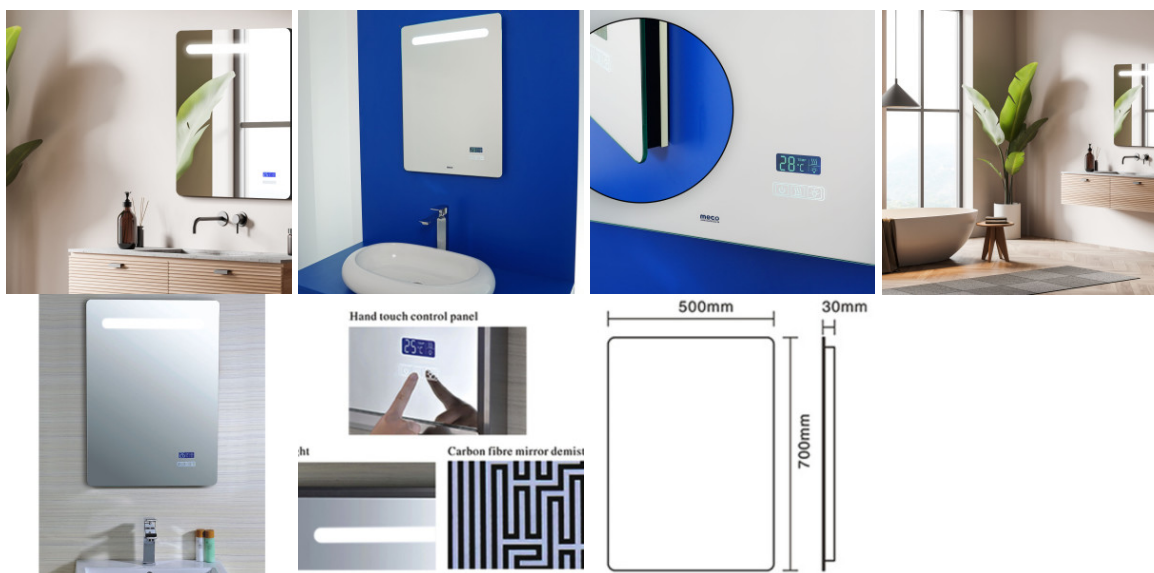 28°C
meco
Hand touch control panel
25°C
ght
Carbon fibre mirror demist
500mm
30mm
700mm